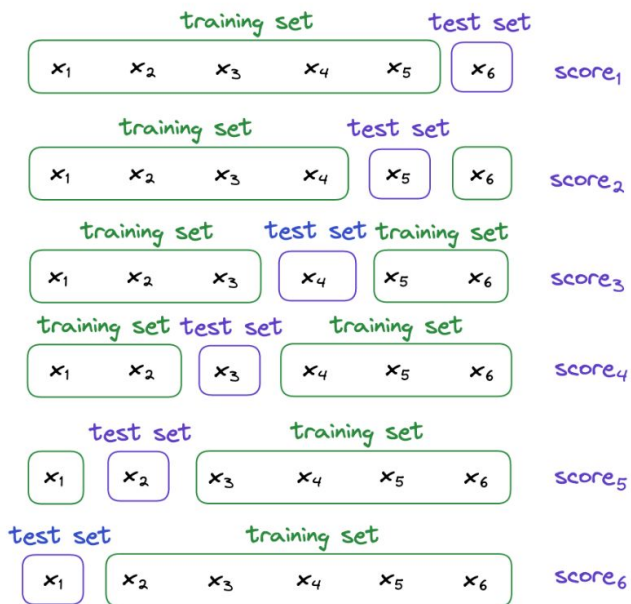 training set test set
x₁ x₂ x₃ x₄ x₅ x₆ score₁
training set test set
x₁ x₂ x₃ x₄ x₅ x₆ score₂
training set test set training set
x₁ x₂ x₃ x₄ x₅ x₆ score₃
training set test set training set
x₁ x₂ x₃ x₄ x₅ x₆ score₄
test set training set
x₁ x₂ x₃ x₄ x₅ x₆ score₅
test set training set
x₁ x₂ x₃ x₄ x₅ x₆ score₆